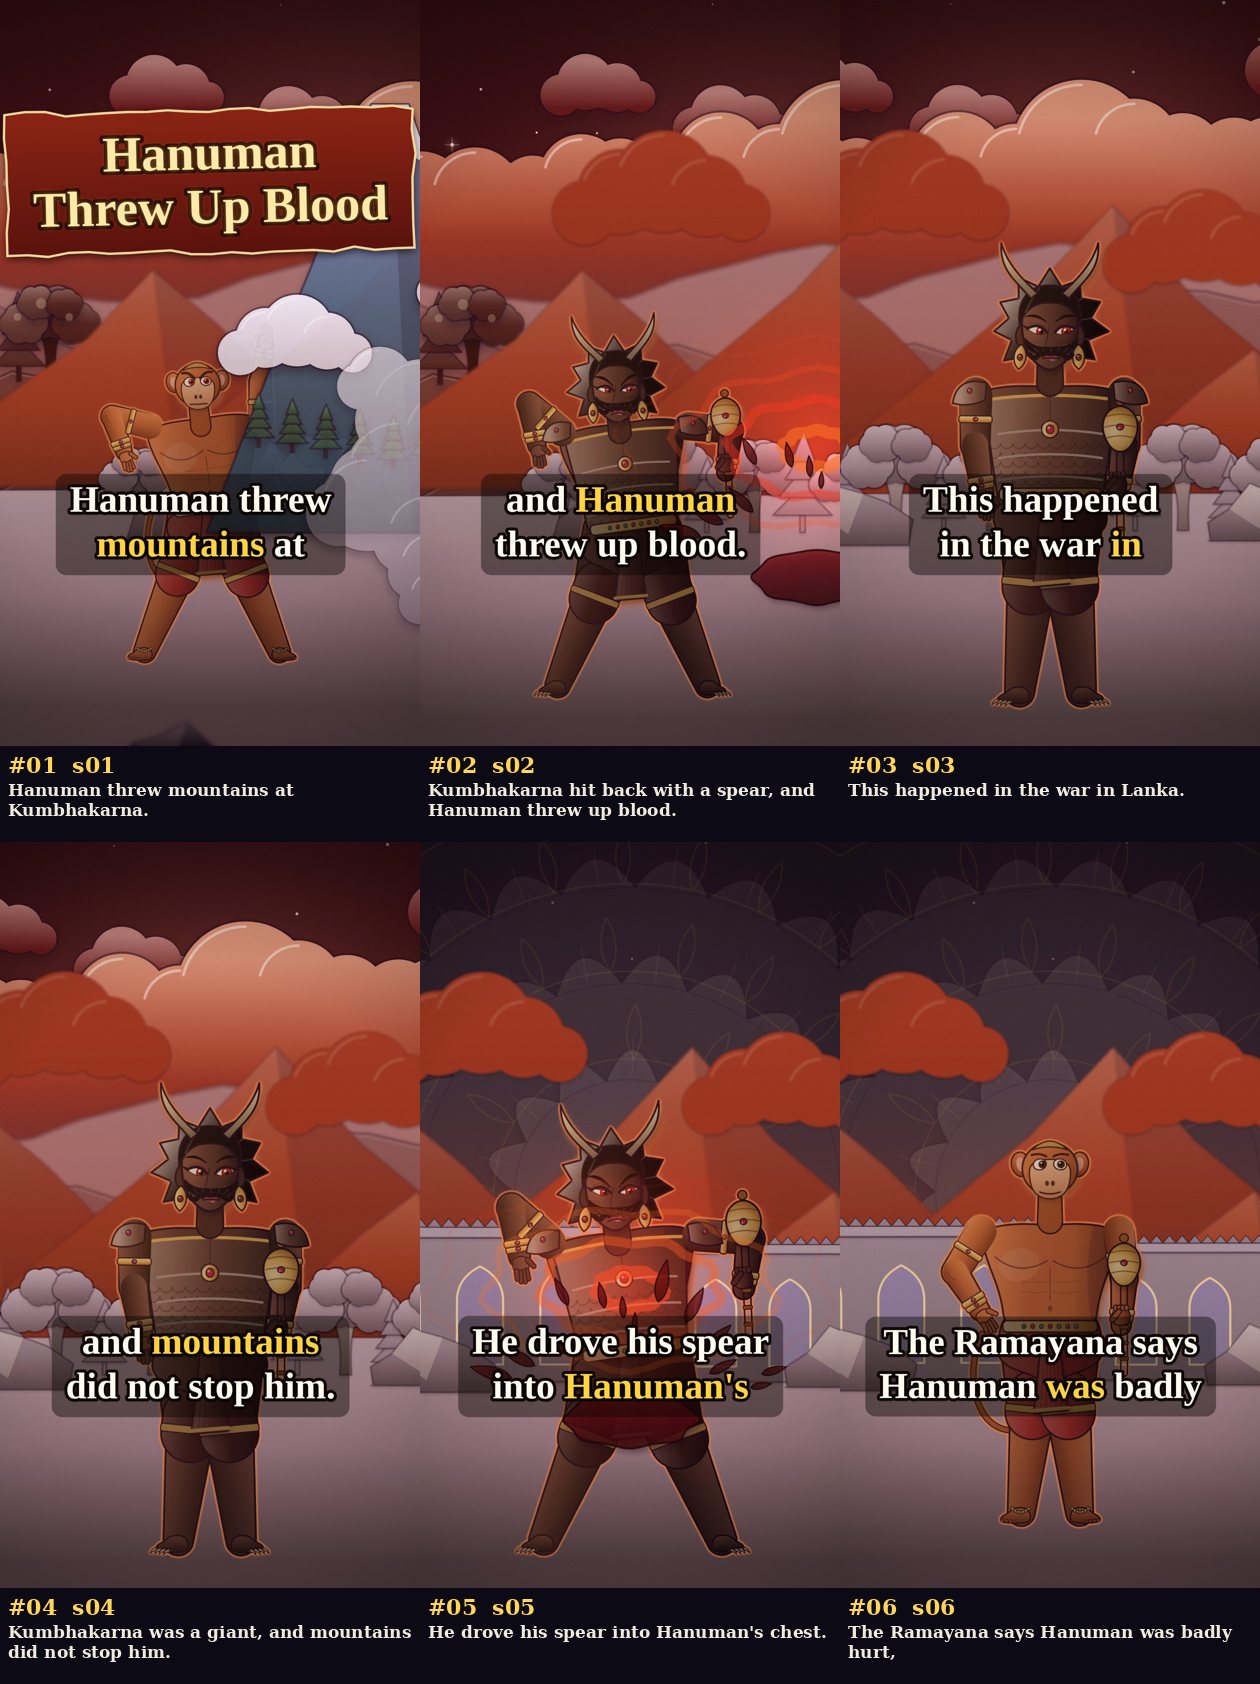 Hanuman
Threw Up Blood
Hanuman threw
mountains at
#01 s01
Hanuman threw mountains at
Kumbhakarna.
and Hanuman
threw up blood.
#02 s02
Kumbhakarna hit back with a spear, and
Hanuman threw up blood.
This happened
in the war in
#03 s03
This happened in the war in Lanka.
and mountains
did not stop him.
#04 s04
Kumbhakarna was a giant, and mountains
did not stop him.
He drove his spear
into Hanuman's
#05 s05
He drove his spear into Hanuman's chest.
The Ramayana says
Hanuman was badly
#06 s06
The Ramayana says Hanuman was badly
hurt,